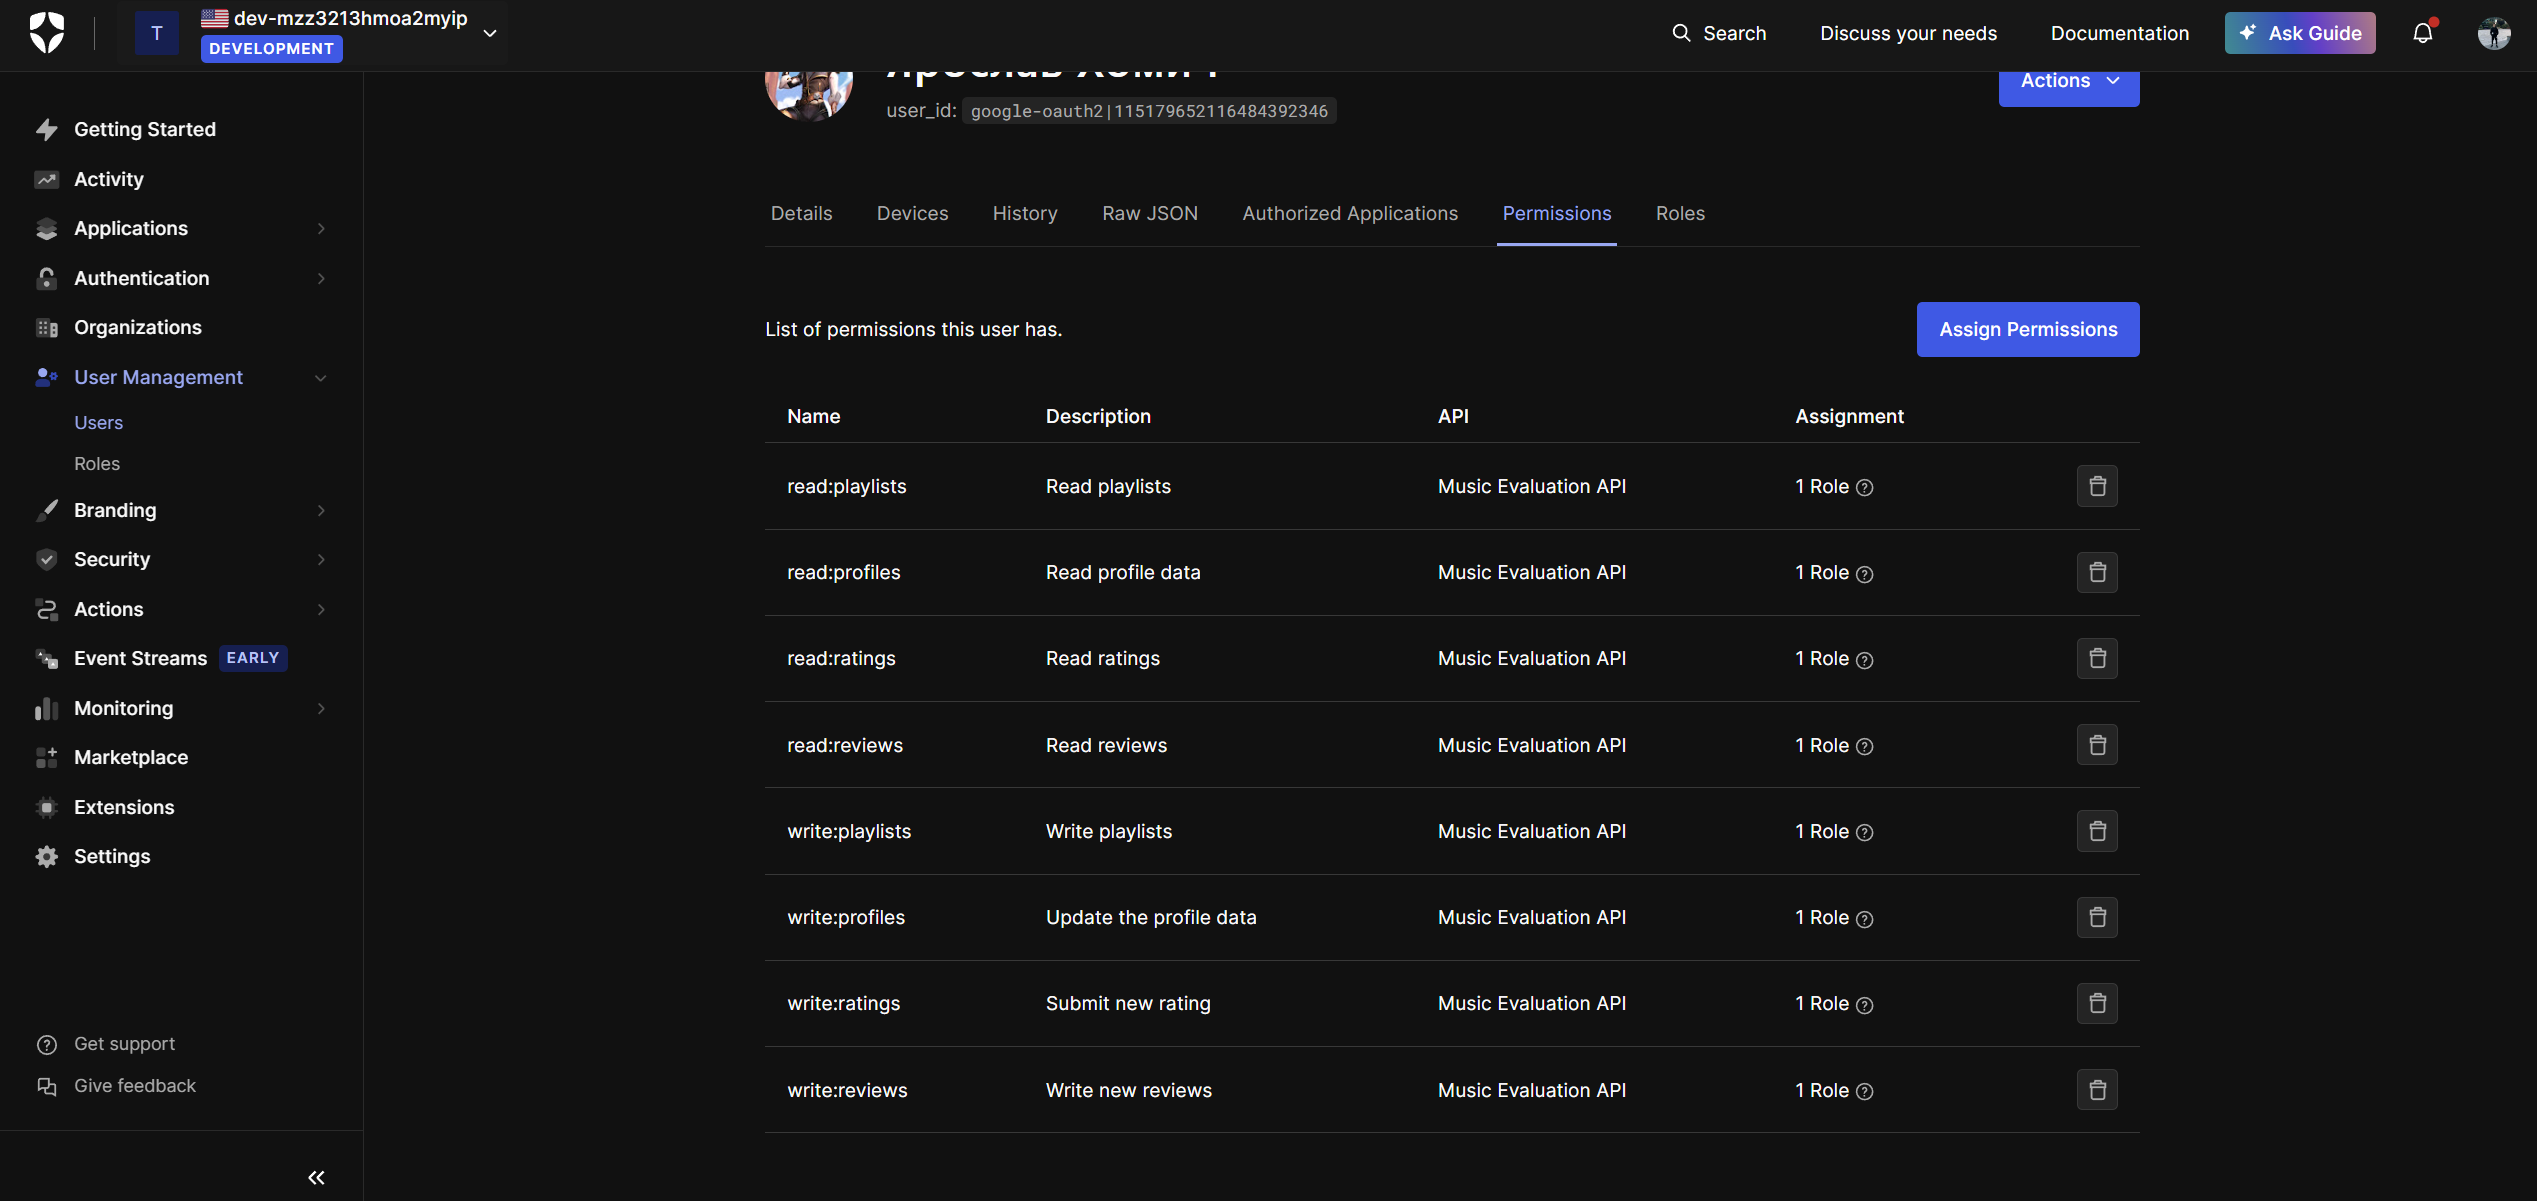 T
dev-mzz3213hmoa2myip
DEVELOPMENT
Search
Discuss your needs
Documentation
Ask Guide
Getting Started
Activity
Applications
Authentication
Organizations
User Management
Users
Roles
Branding
Security
Actions
Event Streams EARLY
Monitoring
Marketplace
Extensions
Settings
Get support
Give feedback
Ярослав
user_id: google-oauth2|115179652116484392346
Actions
Details Devices History Raw JSON Authorized Applications Permissions Roles
List of permissions this user has.
Assign Permissions
Name Description API Assignment
read:playlists Read playlists Music Evaluation API 1 Role
read:profiles Read profile data Music Evaluation API 1 Role
read:ratings Read ratings Music Evaluation API 1 Role
read:reviews Read reviews Music Evaluation API 1 Role
write:playlists Write playlists Music Evaluation API 1 Role
write:profiles Update the profile data Music Evaluation API 1 Role
write:ratings Submit new rating Music Evaluation API 1 Role
write:reviews Write new reviews Music Evaluation API 1 Role